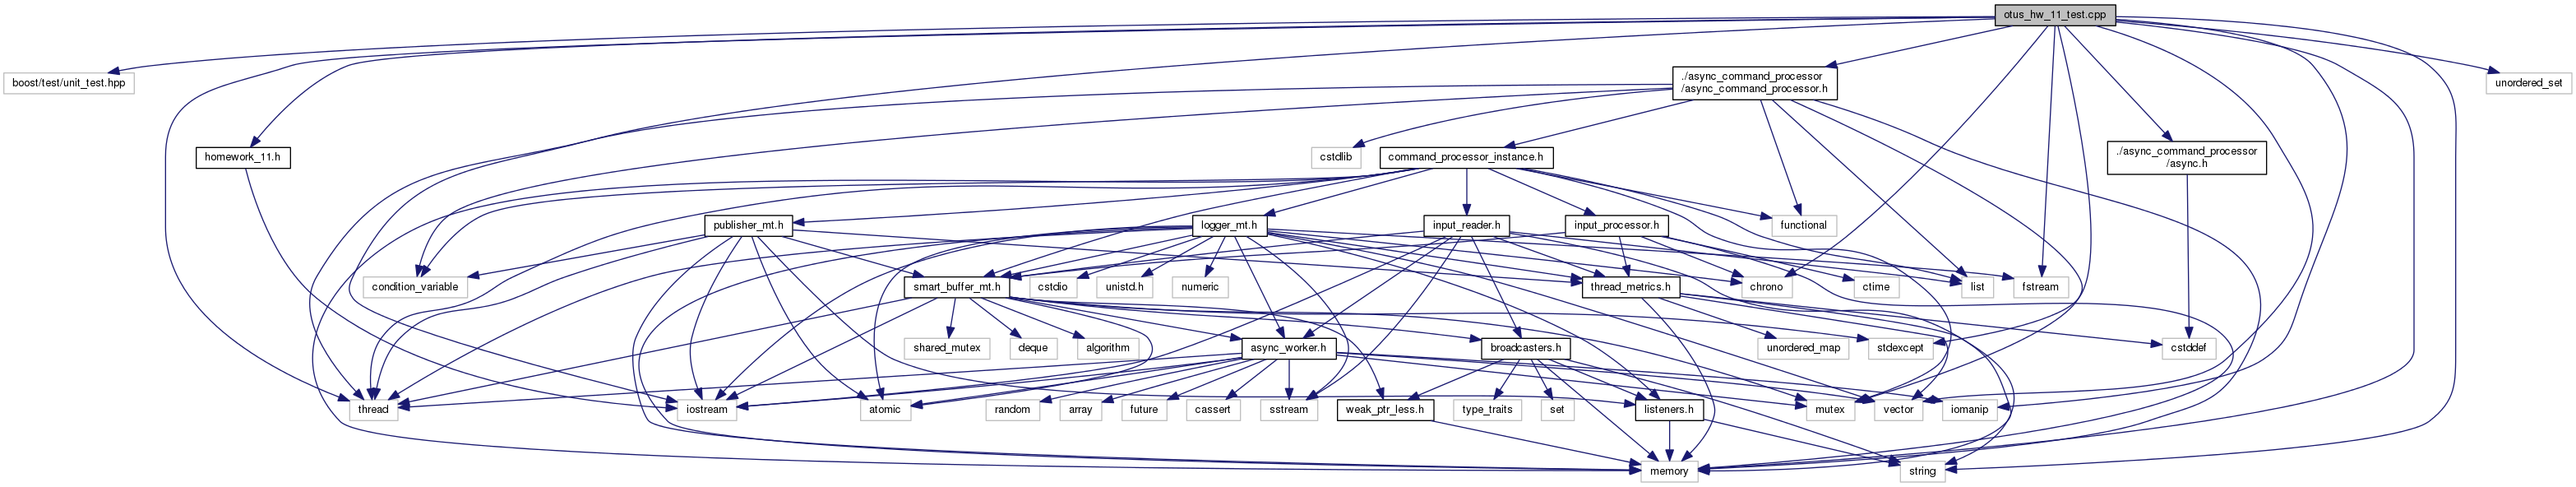 otus_hw_11_test.cpp
boost/test/unit_test.hpp
./async_command_processor
/async_command_processor.h
unordered_set
homework_11.h
cstdlib
command_processor_instance.h
./async_command_processor
/async.h
publisher_mt.h
logger_mt.h
input_reader.h
input_processor.h
functional
condition_variable
smart_buffer_mt.h
cstdio
unistd.h
numeric
thread_metrics.h
chrono
ctime
list
fstream
shared_mutex
deque
algorithm
async_worker.h
broadcasters.h
unordered_map
stdexcept
cstddef
thread
iostream
atomic
random
array
future
cassert
sstream
weak_ptr_less.h
type_traits
set
listeners.h
mutex
vector
iomanip
memory
string